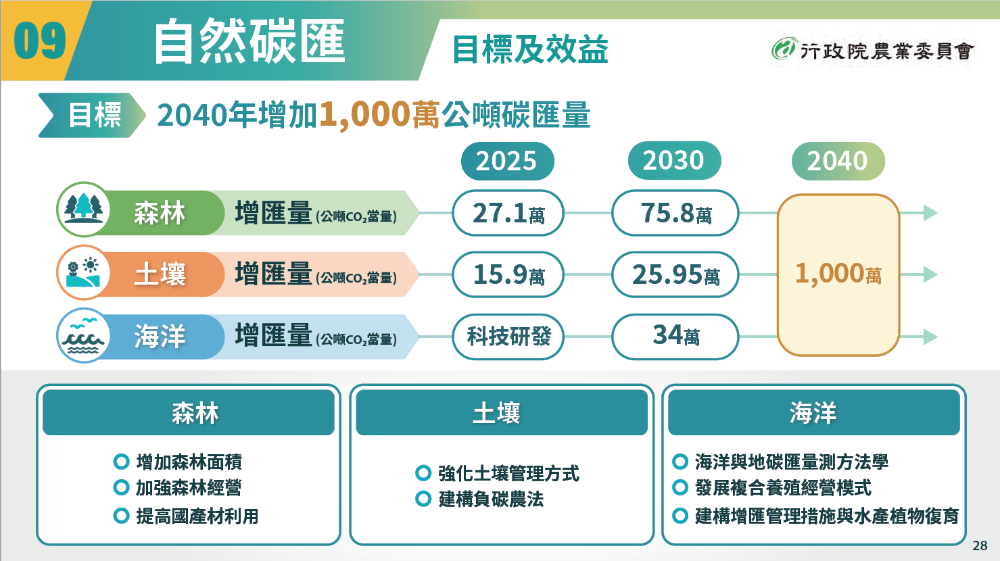 09 自然碳匯 目標及效益 行政院農業委員會
目標 2040年增加1,000萬公噸碳匯量
2025 2030 2040
森林 增匯量 (公噸CO₂當量) 27.1萬 75.8萬
土壤 增匯量 (公噸CO₂當量) 15.9萬 25.95萬 1,000萬
海洋 增匯量 (公噸CO₂當量) 科技研發 34萬
森林
增加森林面積
加強森林經營
提高國產材利用
土壤
強化土壤管理方式
建構負碳農法
海洋
海洋與地碳匯量測方法學
發展複合養殖經營模式
建構增匯管理措施與水產植物復育
28